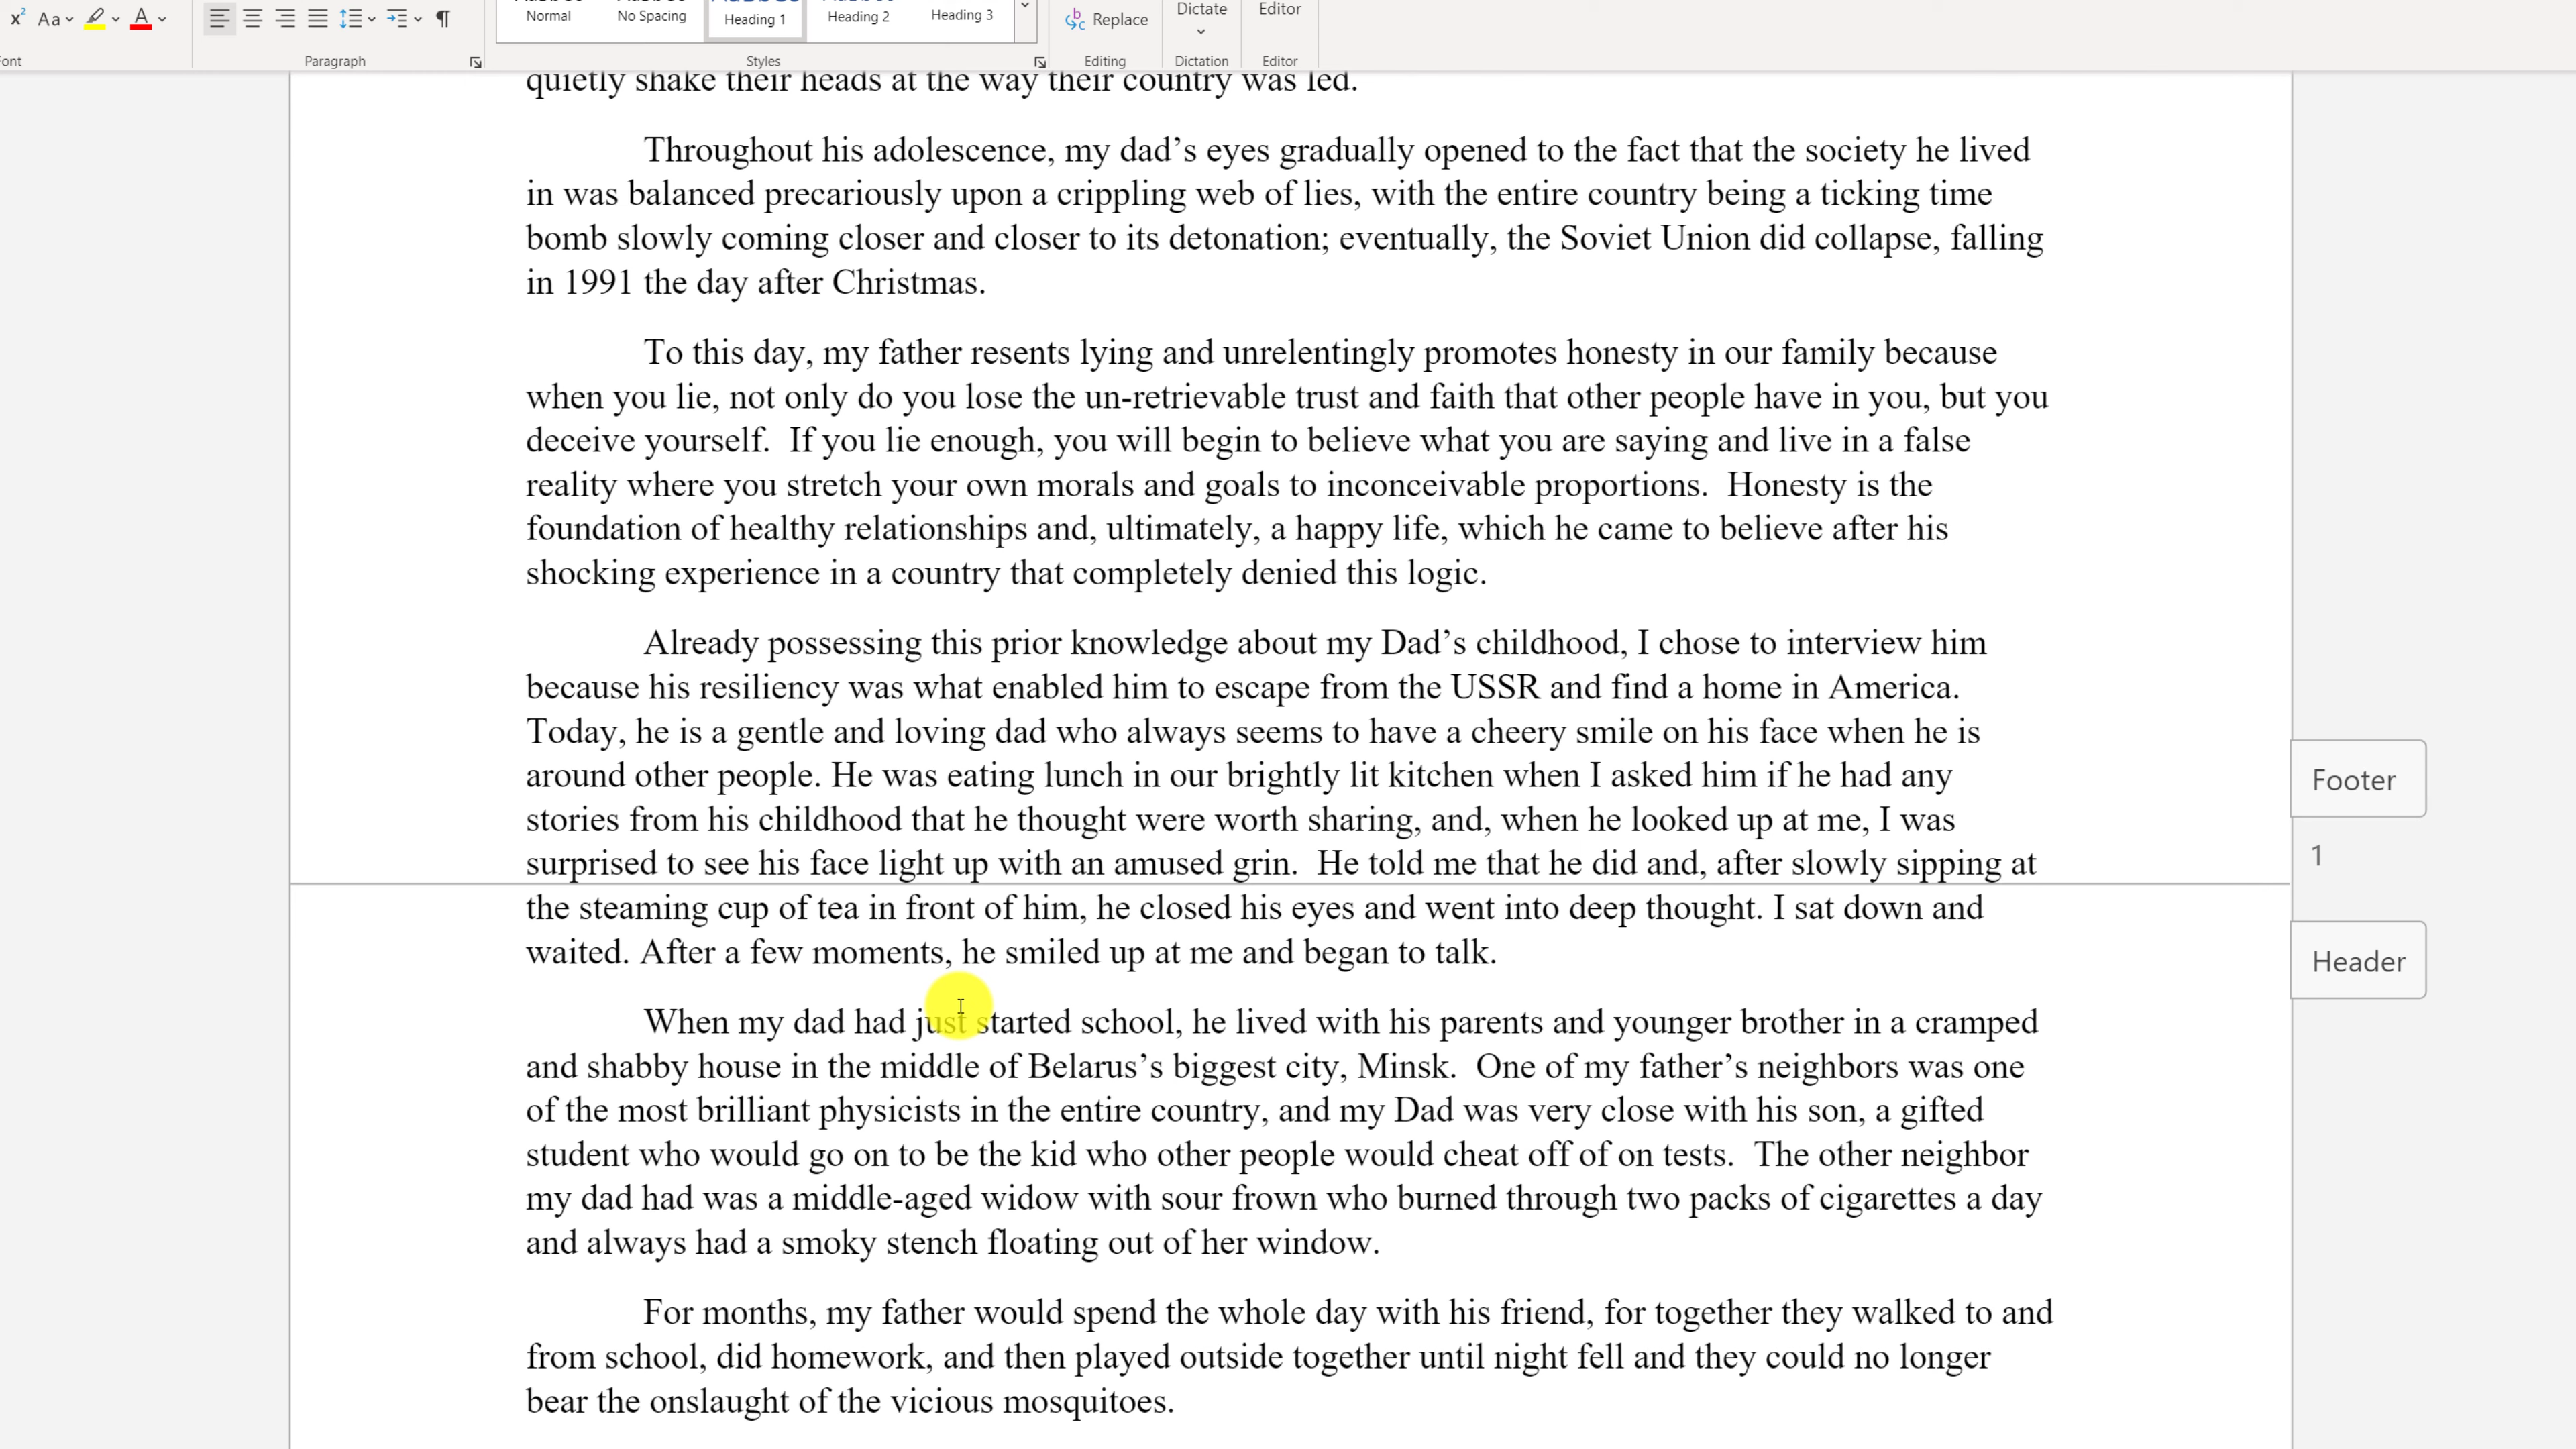 x² Aa A ¶
Font
Paragraph
Normal
No Spacing
Heading 1
Heading 2
Heading 3
Styles
Replace
Editing
Dictate
Dictation
Editor
Editor
quietly shake their heads at the way their country was led.
Throughout his adolescence, my dad’s eyes gradually opened to the fact that the society he lived
in was balanced precariously upon a crippling web of lies, with the entire country being a ticking time
bomb slowly coming closer and closer to its detonation; eventually, the Soviet Union did collapse, falling
in 1991 the day after Christmas.
To this day, my father resents lying and unrelentingly promotes honesty in our family because
when you lie, not only do you lose the un-retrievable trust and faith that other people have in you, but you
deceive yourself.  If you lie enough, you will begin to believe what you are saying and live in a false
reality where you stretch your own morals and goals to inconceivable proportions.  Honesty is the
foundation of healthy relationships and, ultimately, a happy life, which he came to believe after his
shocking experience in a country that completely denied this logic.
Already possessing this prior knowledge about my Dad’s childhood, I chose to interview him
because his resiliency was what enabled him to escape from the USSR and find a home in America.
Today, he is a gentle and loving dad who always seems to have a cheery smile on his face when he is
around other people. He was eating lunch in our brightly lit kitchen when I asked him if he had any
stories from his childhood that he thought were worth sharing, and, when he looked up at me, I was
surprised to see his face light up with an amused grin.  He told me that he did and, after slowly sipping at
the steaming cup of tea in front of him, he closed his eyes and went into deep thought. I sat down and
waited. After a few moments, he smiled up at me and began to talk.
When my dad had just started school, he lived with his parents and younger brother in a cramped
and shabby house in the middle of Belarus’s biggest city, Minsk.  One of my father’s neighbors was one
of the most brilliant physicists in the entire country, and my Dad was very close with his son, a gifted
student who would go on to be the kid who other people would cheat off of on tests.  The other neighbor
my dad had was a middle-aged widow with sour frown who burned through two packs of cigarettes a day
and always had a smoky stench floating out of her window.
For months, my father would spend the whole day with his friend, for together they walked to and
from school, did homework, and then played outside together until night fell and they could no longer
bear the onslaught of the vicious mosquitoes.
Footer
1
Header